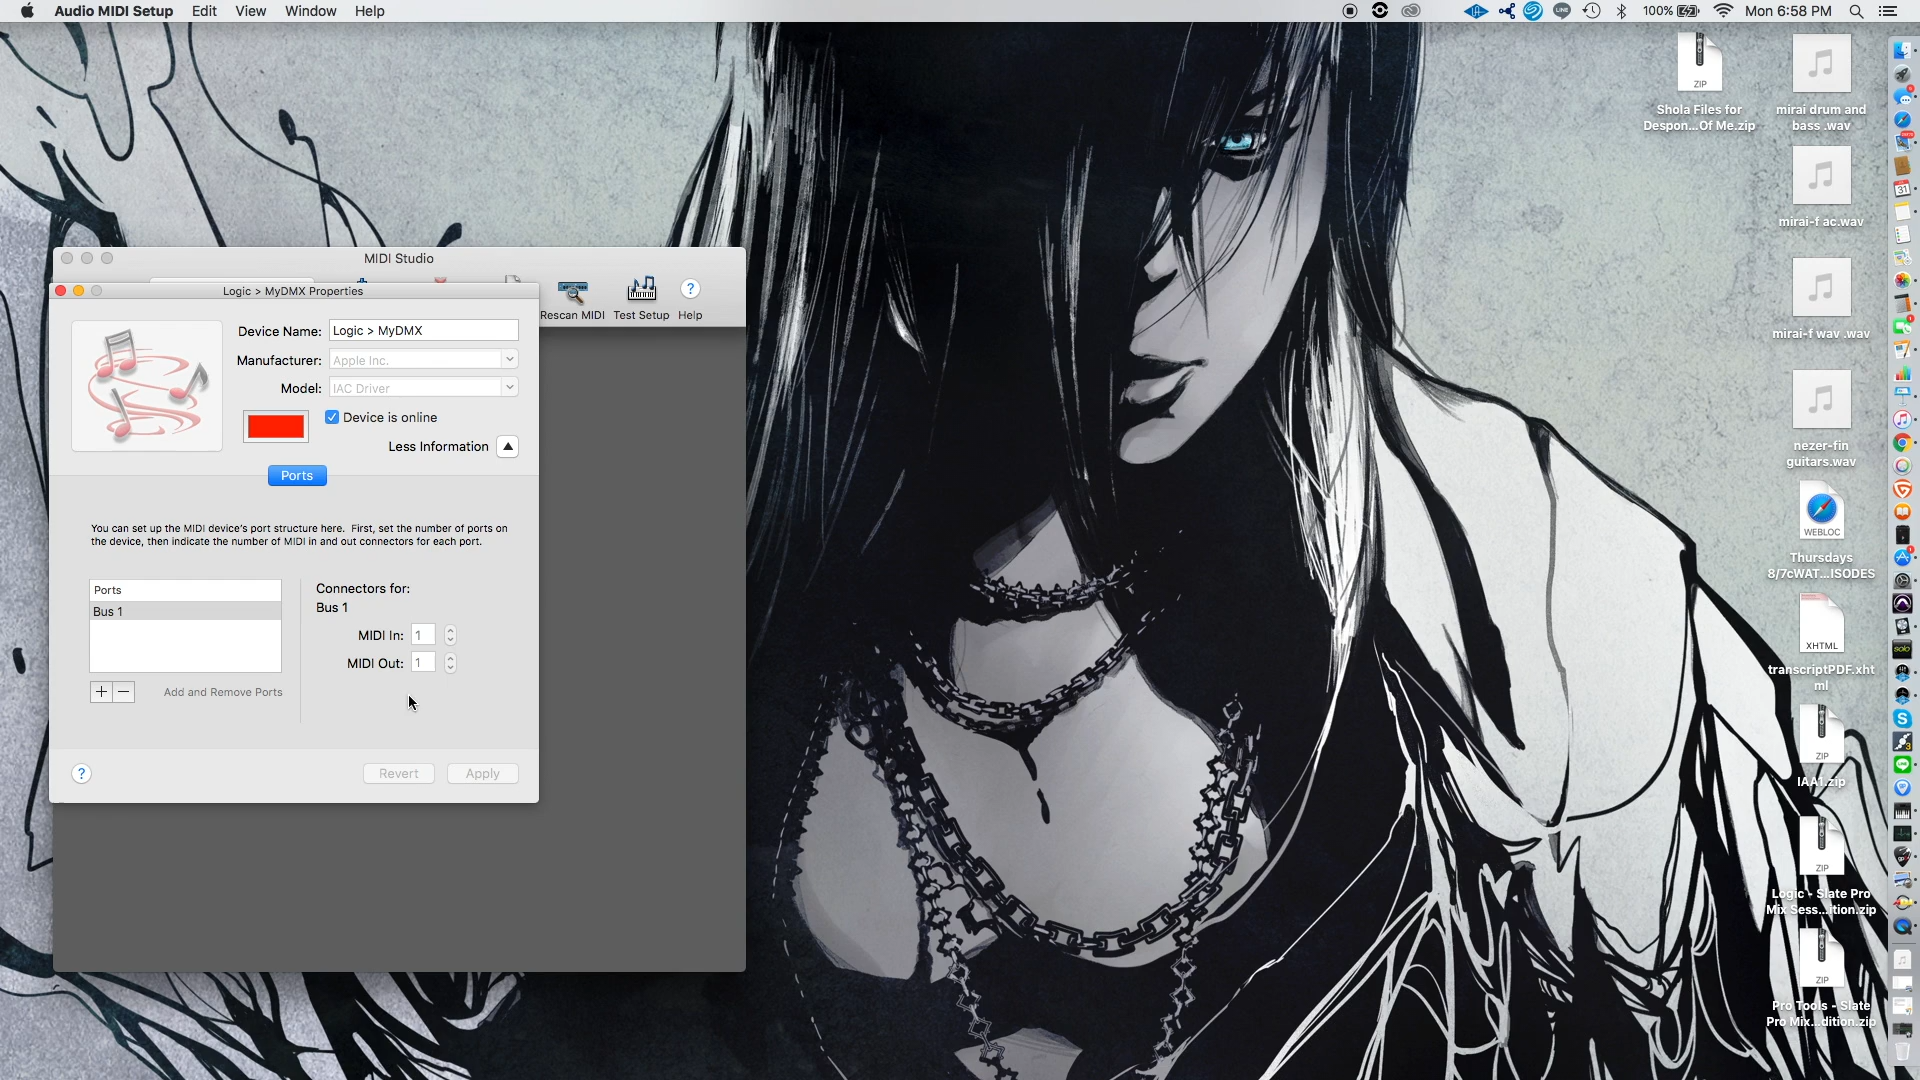 Audio MIDI Setup Edit View Window Help
100% Mon 6:58 PM
MIDI Studio
Rescan MIDI Test Setup Help
Logic > MyDMX Properties
Device Name: Logic > MyDMX
Manufacturer: Apple Inc.
Model: IAC Driver
Device is online
Less Information
Ports
You can set up the MIDI device's port structure here. First, set the number of ports on
the device, then indicate the number of MIDI in and out connectors for each port.
Ports
Bus 1
Add and Remove Ports
Connectors for:
Bus 1
MIDI In: 1
MIDI Out: 1
? Revert Apply
ZIP
Shola Files for
Despon...Of Me.zip
mirai drum and
bass .wav
mirai-f ac.wav
mirai-f wav .wav
nezer-fin
guitars.wav
WEBLOC
Thursdays
8/7cWAT...ISODES
XHTML
transcriptPDF.xht
ml
ZIP
IAA1.zip
ZIP
Logic - Slate Pro
Mix Sess...ition.zip
ZIP
Pro Tools - Slate
Pro Mix...dition.zip